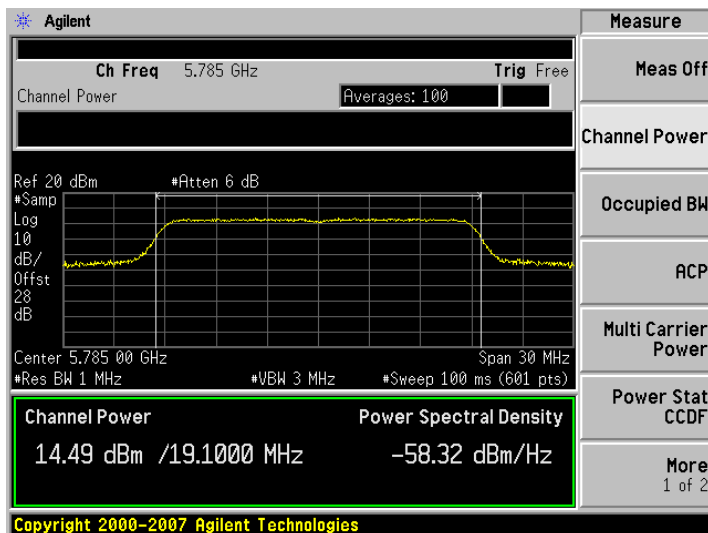 Agilent
Measure
Ch Freq 5.785 GHz Trig Free
Channel Power Averages: 100
Ref 20 dBm #Atten 6 dB
#Samp
Log
10
dB/
Offst
28
dB
Center 5.785 00 GHz Span 30 MHz
#Res BW 1 MHz #VBW 3 MHz #Sweep 100 ms (601 pts)
Channel Power Power Spectral Density
14.49 dBm /19.1000 MHz -58.32 dBm/Hz
Copyright 2000-2007 Agilent Technologies
Meas Off
Channel Power
Occupied BW
ACP
Multi Carrier
Power
Power Stat
CCDF
More
1 of 2